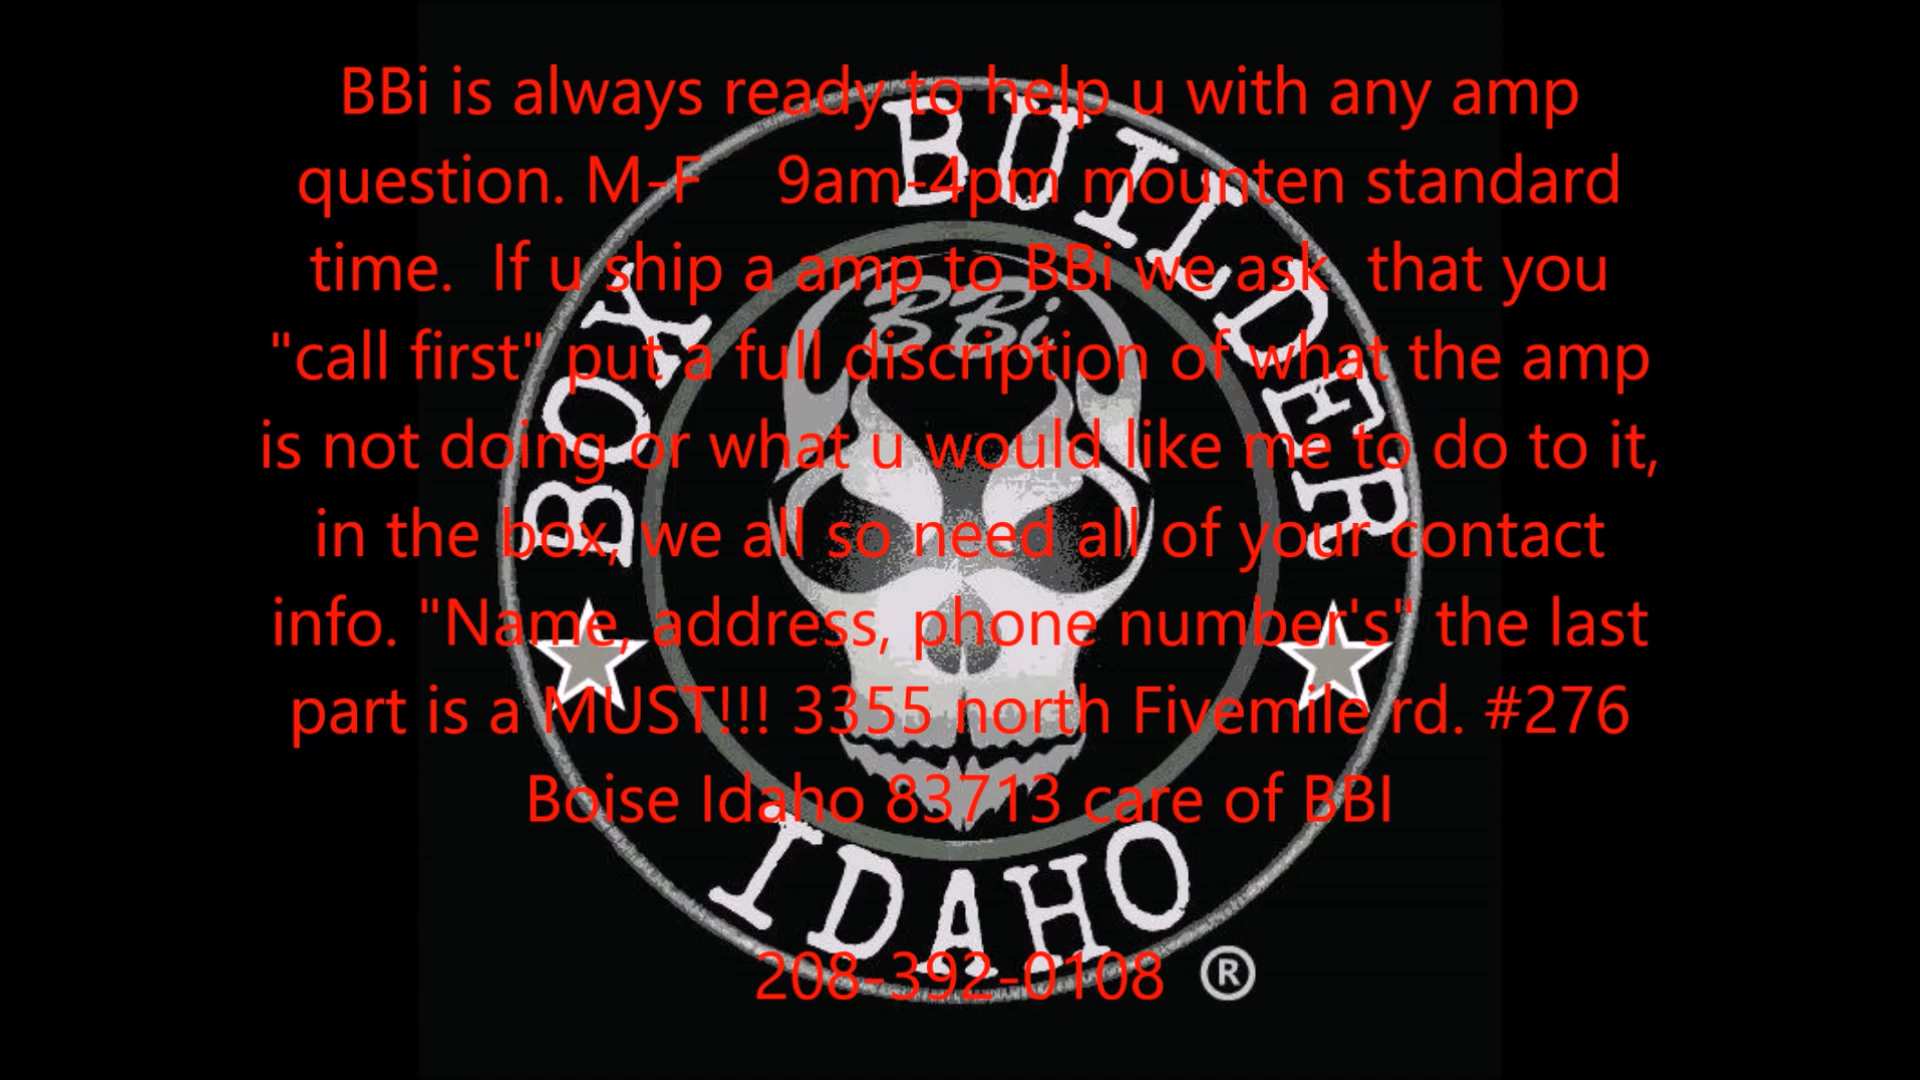 BBi is always ready to help u with any amp
question. M-F    9am-4pm mounten standard
time.  If u ship a amp to BBi we ask  that you
"call first" put a full discription of what the amp
is not doing or what u would like me to do to it,
in the box, we all so need all of your contact
info. "Name, address, phone number's"  the last
part is a MUST!!! 3355 north Fivemile rd. #276
Boise Idaho 83713 care of BBI
208-392-0108
BOX BUILDER
BBi
IDAHO
®